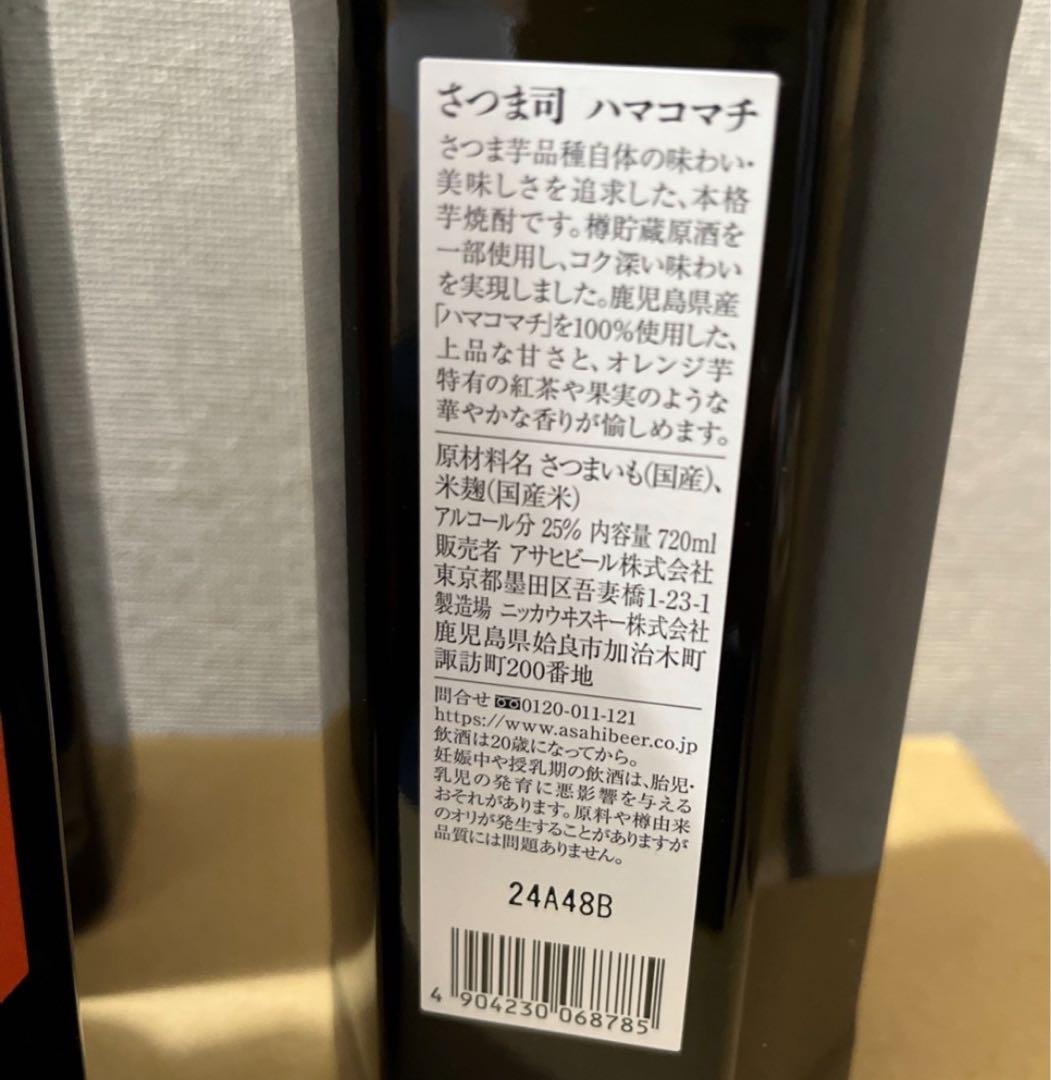 さつま司 ハマコマチ
さつま芋品種自体の味わい・
美味しさを追求した、本格
芋焼酎です。樽貯蔵原酒を
一部使用し、コク深い味わい
を実現しました。鹿児島県産
「ハマコマチ」を100%使用した、
上品な甘さと、オレンジ芋
特有の紅茶や果実のような
華やかな香りが愉しめます。
原材料名 さつまいも(国産)、
米麹(国産米)
アルコール分 25% 内容量 720ml
販売者 アサヒビール株式会社
東京都墨田区吾妻橋1-23-1
製造場 ニッカウヰスキー株式会社
鹿児島県姶良市加治木町
諏訪町200番地
問合せ 0120-011-121
https://www.asahibeer.co.jp
飲酒は20歳になってから。
妊娠中や授乳期の飲酒は、胎児・
乳児の発育に悪影響を与える
おそれがあります。原料や樽由来
のオリが発生することがありますが
品質には問題ありません。
24A48B
4 904230 068785